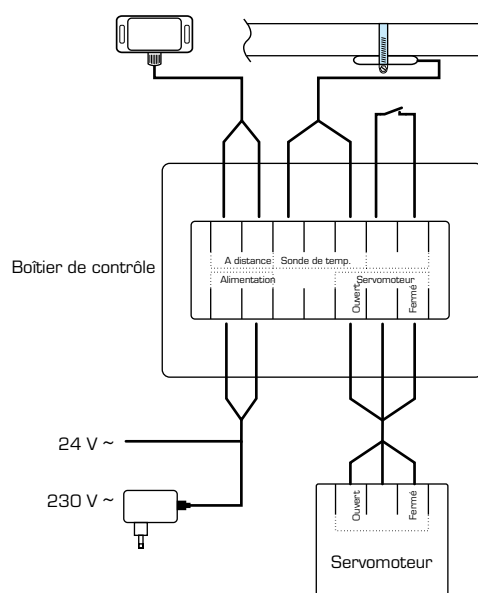 Boîtier de contrôle
A distance
Sonde de temp.
Alimentation
Servomoteur
Ouvert
Fermé
24 V ~
230 V ~
Ouvert
Fermé
Servomoteur